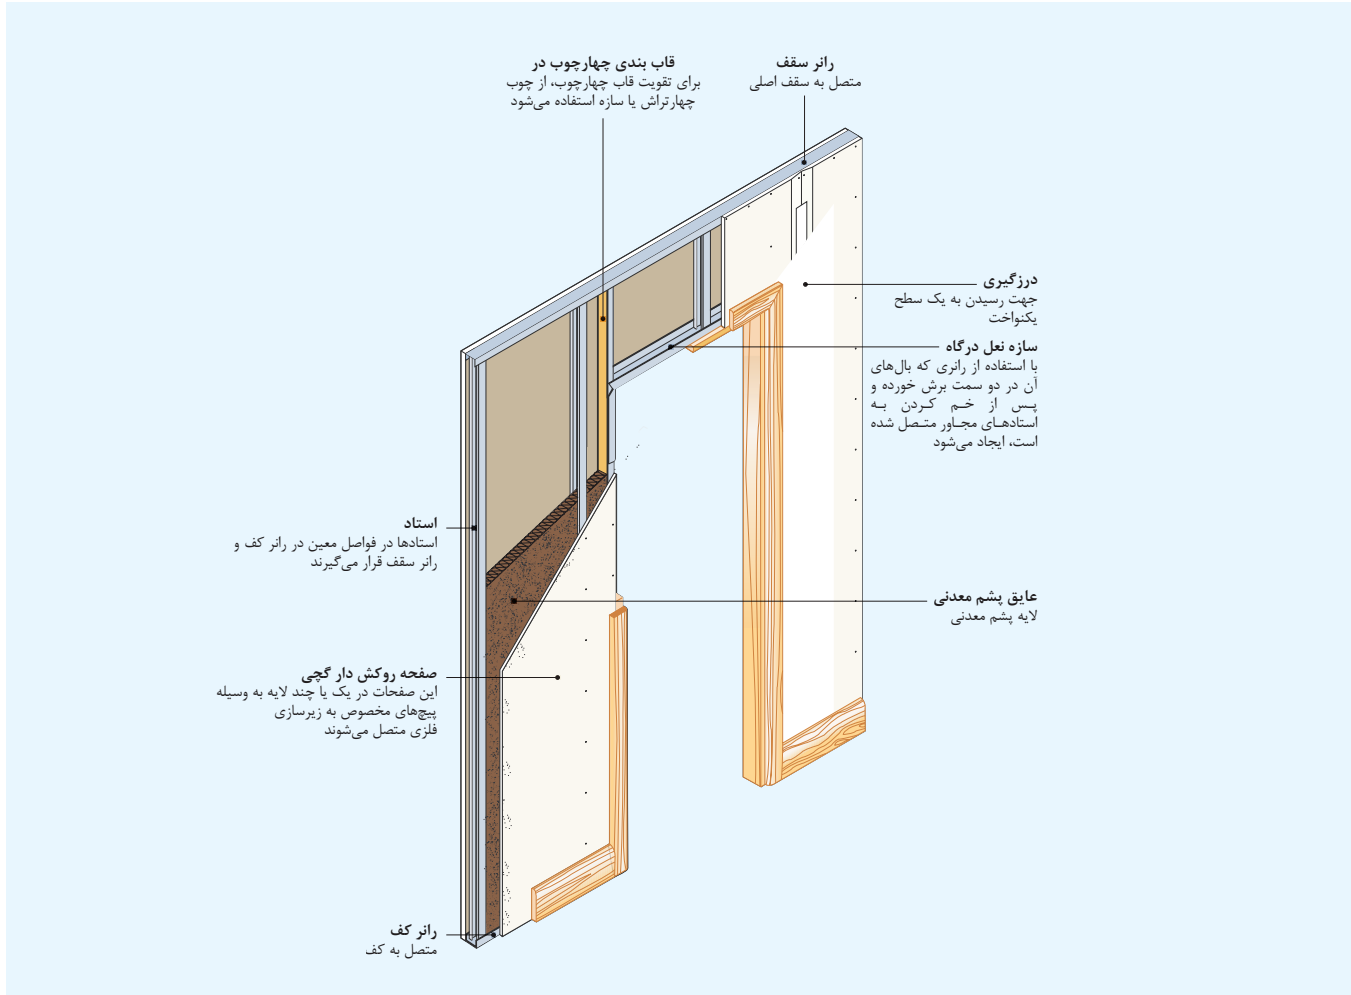 رانر سقف
متصل به سقف اصلی
قاب بندی چهارچوب در
برای تقویت قاب چهارچوب، از چوب
چهارتراش یا سازه استفاده می‌شود
درزگیری
جهت رسیدن به یک سطح
یکنواخت
سازه نعل درگاه
با استفاده از رانری که بال‌های
آن در دو سمت برش خورده و
پس از خم کردن به
استادهای مجاور متصل شده
است، ایجاد می‌شود
استاد
استادها در فواصل معین در رانر کف و
رانر سقف قرار می‌گیرند
عایق پشم معدنی
لایه پشم معدنی
صفحه روکش دار گچی
این صفحات در یک یا چند لایه به وسیله
پیچ‌های مخصوص به زیرسازی
فلزی متصل می‌شوند
رانر کف
متصل به کف